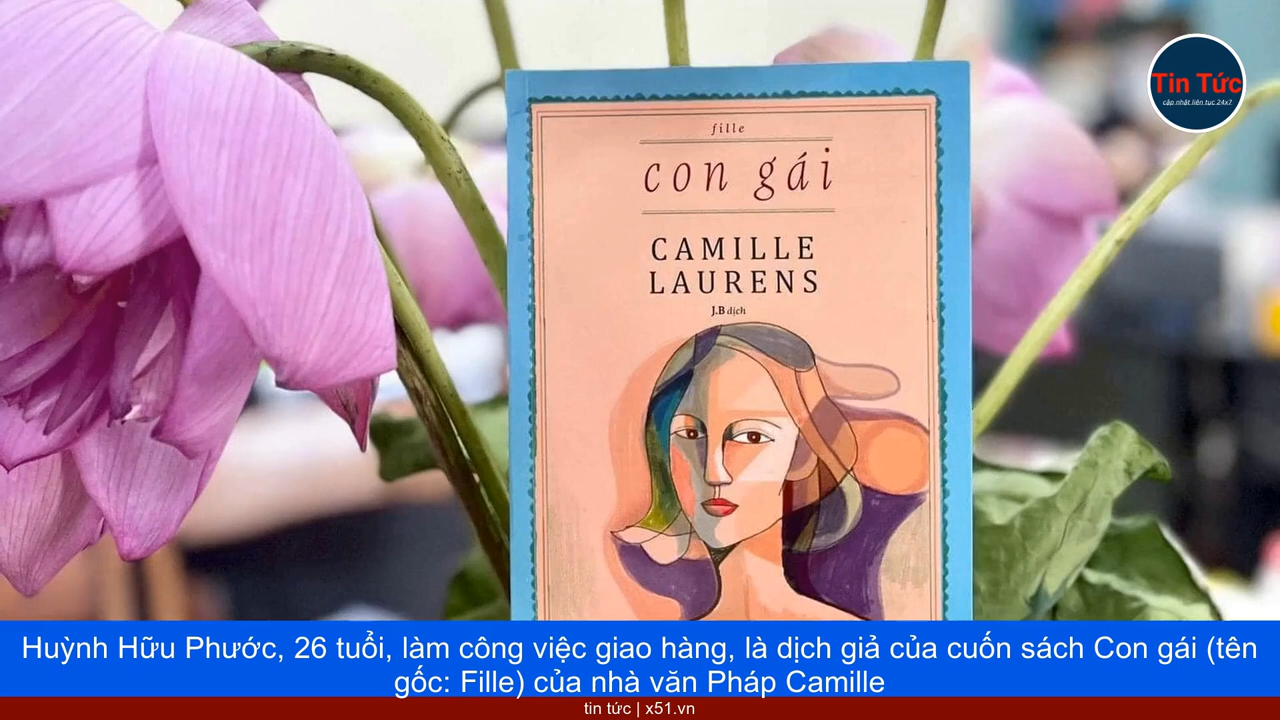 Tin Tức
cập nhật liên tục 24x7
fille
con gái
CAMILLE
LAURENS
J.B dịch
Huỳnh Hữu Phước, 26 tuổi, làm công việc giao hàng, là dịch giả của cuốn sách Con gái (tên
gốc: Fille) của nhà văn Pháp Camille
tin tức | x51.vn